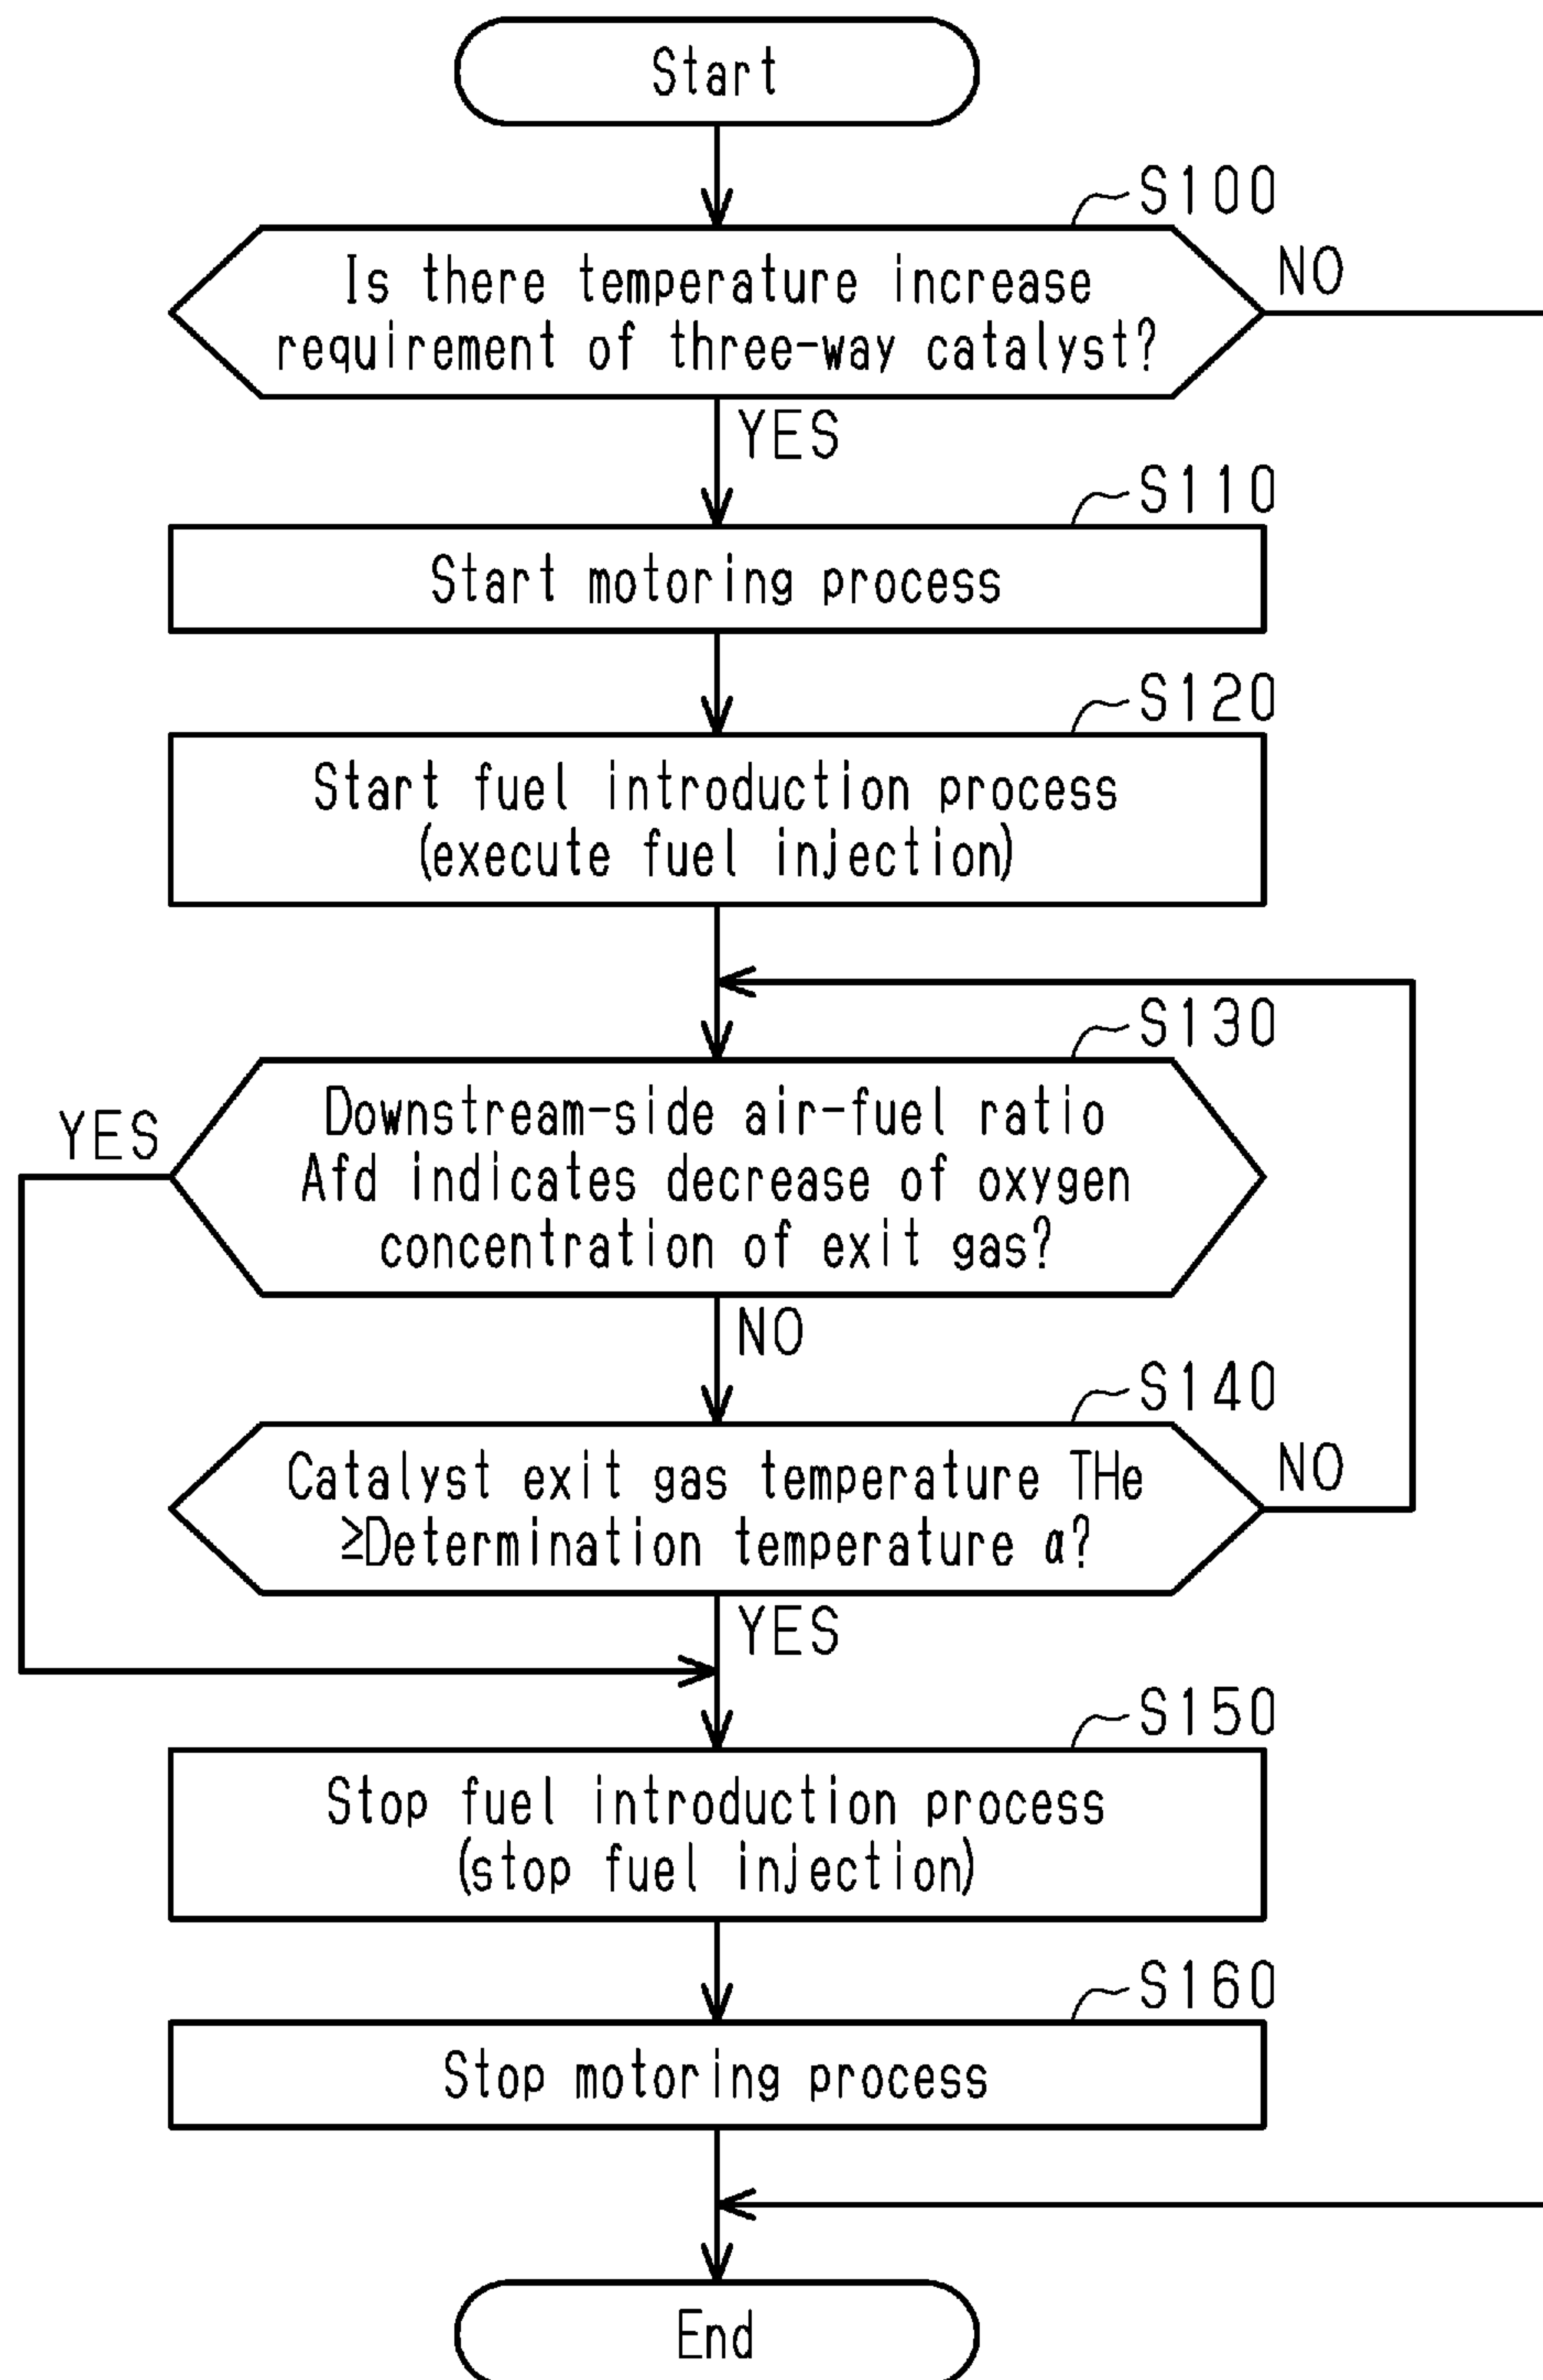 Start
S100
Is there temperature increase
requirement of three-way catalyst?
NO
YES
S110
Start motoring process
S120
Start fuel introduction process
(execute fuel injection)
S130
Downstream-side air-fuel ratio
Afd indicates decrease of oxygen
concentration of exit gas?
YES
NO
S140
Catalyst exit gas temperature THe
≥Determination temperature α?
NO
YES
S150
Stop fuel introduction process
(stop fuel injection)
S160
Stop motoring process
End